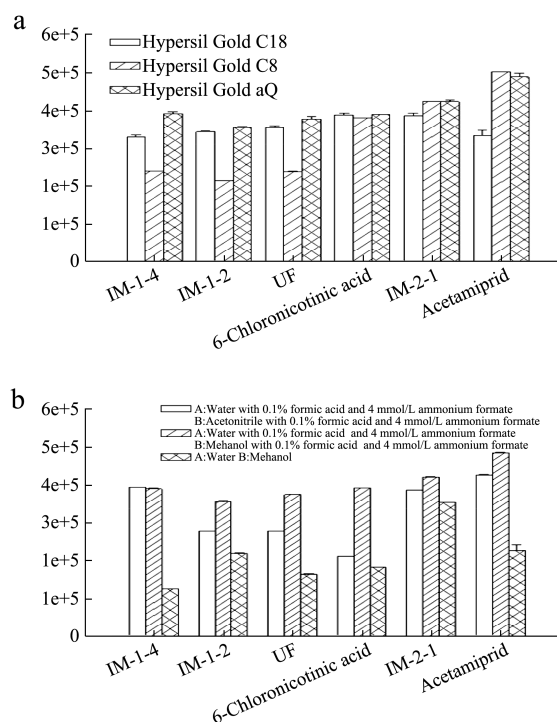 a
6e+5
5e+5
4e+5
3e+5
1e+5
1e+5
0
Hypersil Gold C18
Hypersil Gold C8
Hypersil Gold aQ
IM-1-4
IM-1-2
UF
6-Chloronicotinic acid
IM-2-1
Acetamiprid
b
6e+5
5e+5
4e+5
3e+5
1e+5
1e+5
0
A:Water with 0.1% formic acid and 4 mmol/L ammonium formate
B:Acetonitrile with 0.1% formic acid and 4 mmol/L ammonium formate
A:Water with 0.1% formic acid and 4 mmol/L ammonium formate
B:Mehanol with 0.1% formic acid and 4 mmol/L ammonium formate
A:Water B:Mehanol
IM-1-4
IM-1-2
UF
6-Chloronicotinic acid
IM-2-1
Acetamiprid